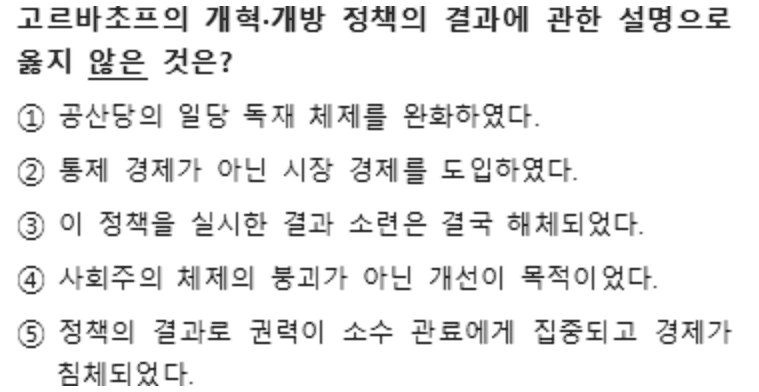 고르바초프의 개혁·개방 정책의 결과에 관한 설명으로
옳지 않은 것은?
① 공산당의 일당 독재 체제를 완화하였다.
② 통제 경제가 아닌 시장 경제를 도입하였다.
③ 이 정책을 실시한 결과 소련은 결국 해체되었다.
④ 사회주의 체제의 붕괴가 아닌 개선이 목적이었다.
⑤ 정책의 결과로 권력이 소수 관료에게 집중되고 경제가
침체되었다.